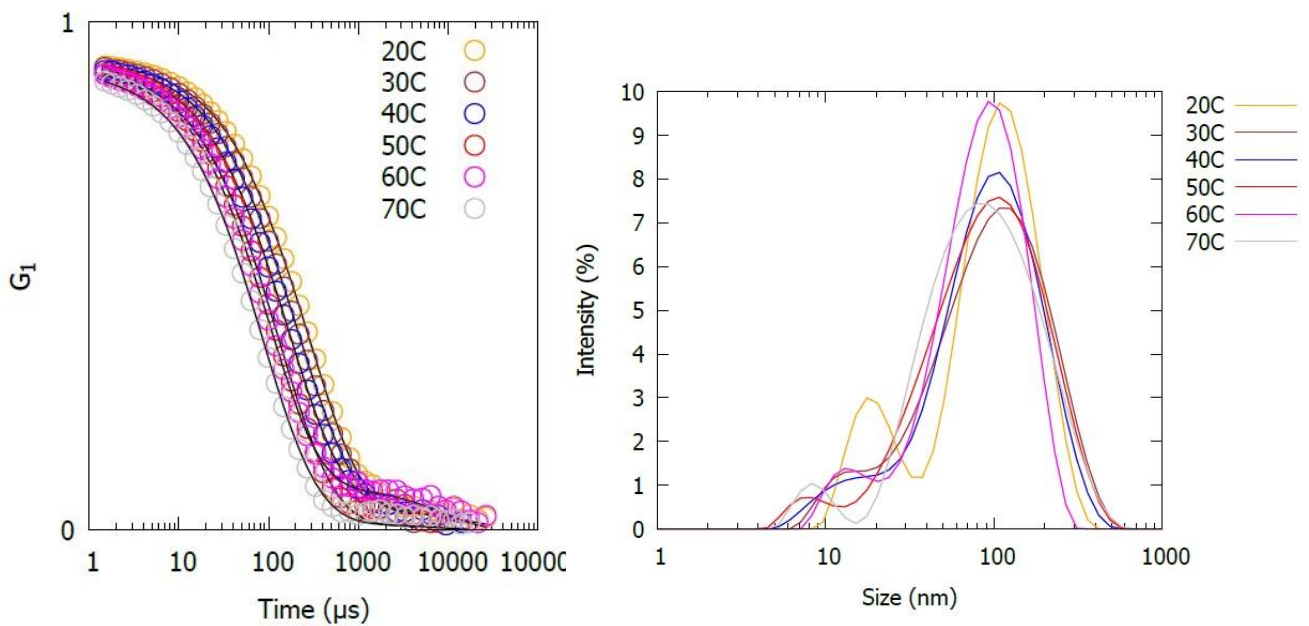 1
20C
30C
40C
50C
60C
70C
G1
0
1 10 100 1000 10000 10000
Time (µs)
10
9
8
7
6
5
4
3
2
1
0
Intensity (%)
1 10 100 1000
Size (nm)
20C
30C
40C
50C
60C
70C